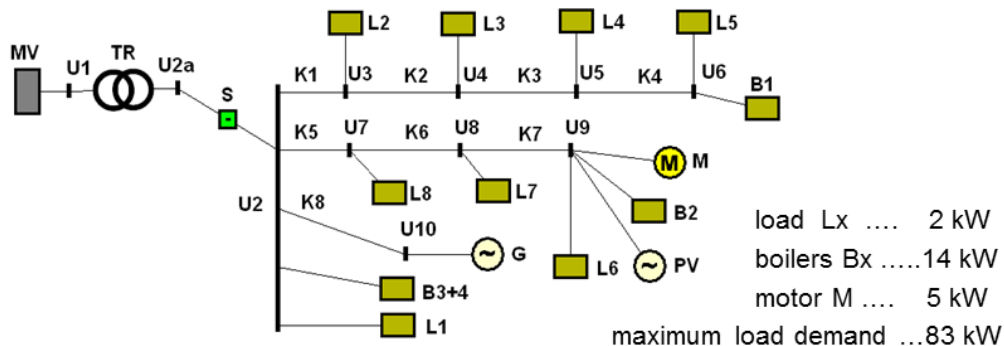 L2 L3 L4 L5
MV U1 TR U2a
K1 U3 K2 U4 K3 U5 K4 U6
S B1
K5 U7 K6 U8 K7 U9
M M
L8 L7
U2 K8 B2
U10 G L6 PV
B3+4
L1
load Lx .... 2 kW
boilers Bx .....14 kW
motor M .... 5 kW
maximum load demand ...83 kW